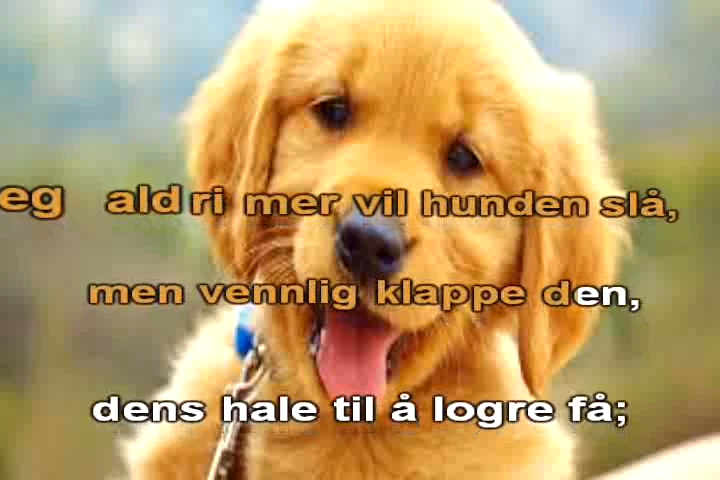 eg aldri mer vil hunden slå,
men vennlig klappe den,
dens hale til å logre få;